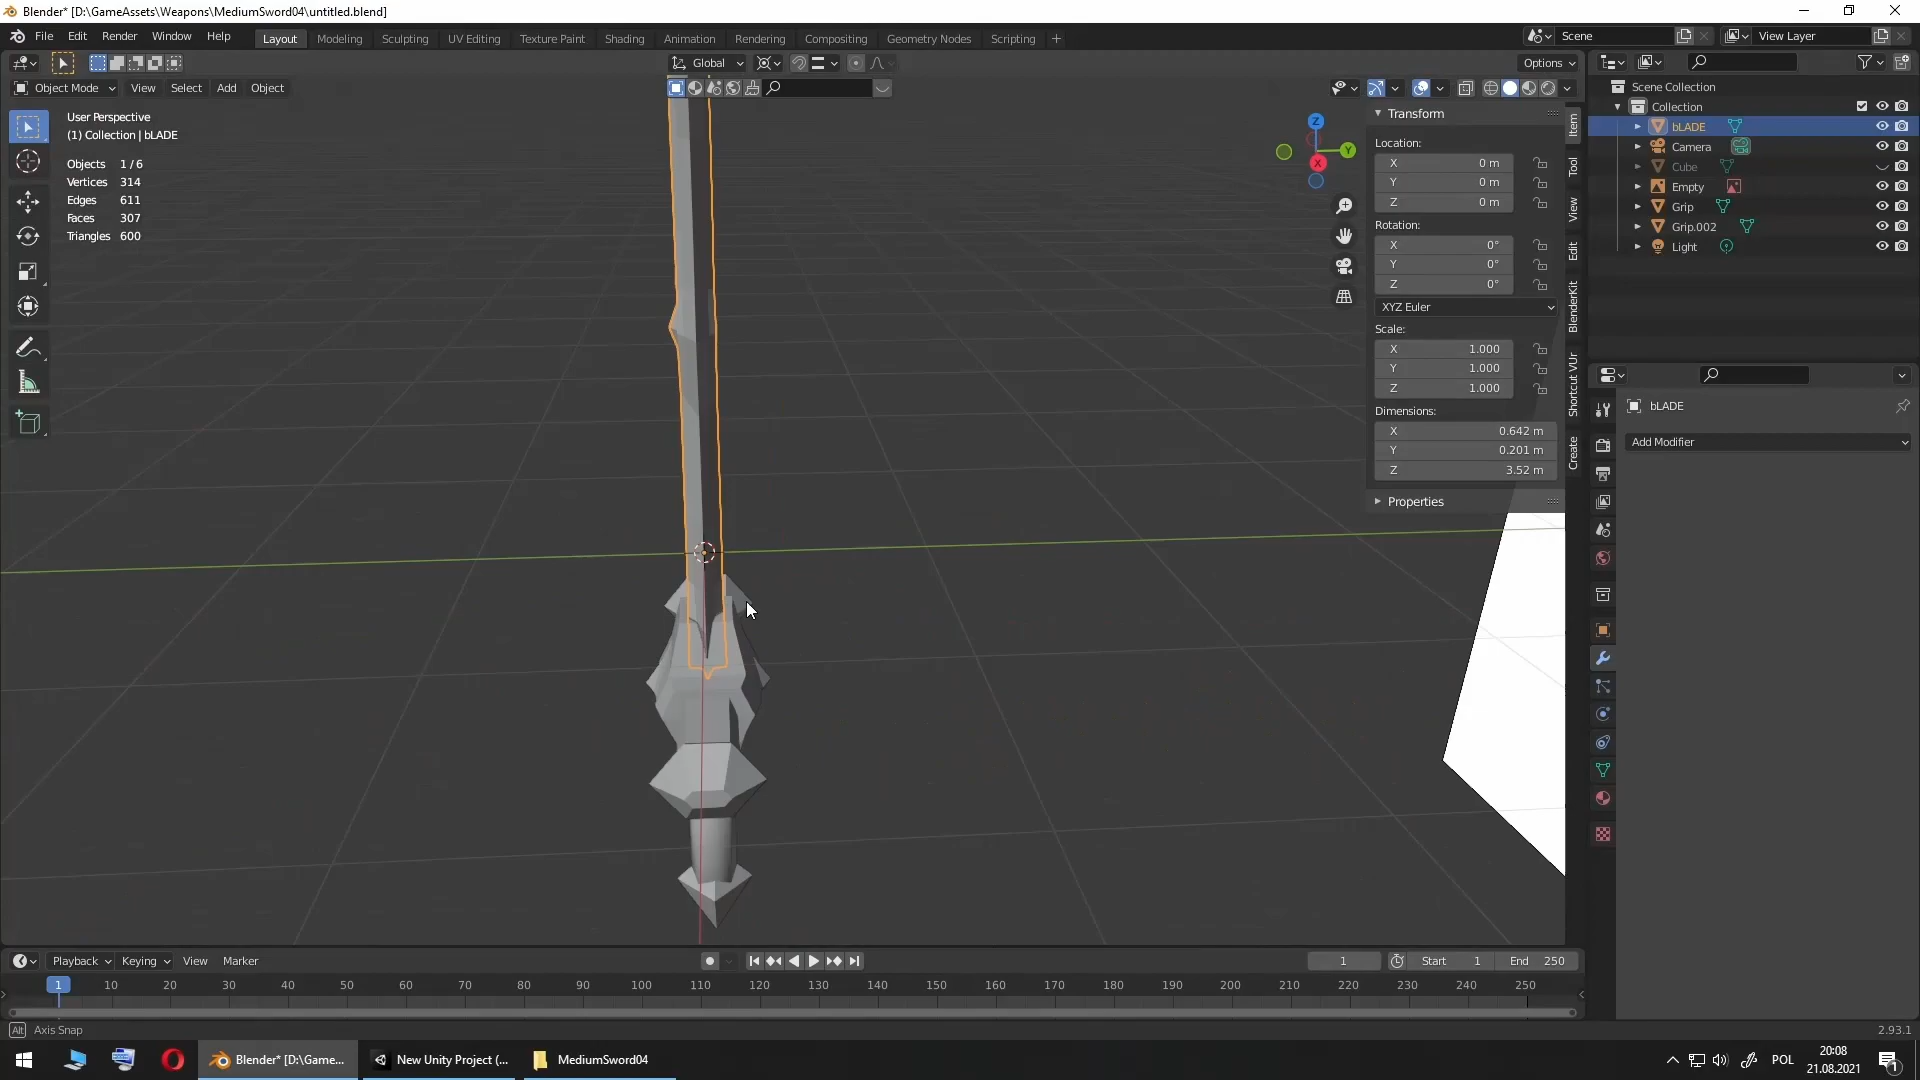 Blender* [D:\GameAssets\Weapons\MediumSword04\untitled.blend]
File Edit Render Window Help
Layout Modeling Sculpting UV Editing Texture Paint Shading Animation Rendering Compositing Geometry Nodes Scripting +
Scene
View Layer
Global
Options
Object Mode View Select Add Object
User Perspective
(1) Collection | bLADE
Objects 1 / 6
Vertices 314
Edges 611
Faces 307
Triangles 600
Z
Y
X
Transform
Location:
X 0 m
Y 0 m
Z 0 m
Rotation:
X 0°
Y 0°
Z 0°
XYZ Euler
Scale:
X 1.000
Y 1.000
Z 1.000
Dimensions:
X 0.642 m
Y 0.201 m
Z 3.52 m
Properties
Item
Tool
View
Edit
BlenderKit
Shortcut VUr
Create
Scene Collection
Collection
bLADE
Camera
Cube
Empty
Grip
Grip.002
Light
bLADE
Add Modifier
Playback Keying View Marker
1
Start 1
End 250
1 10 20 30 40 50 60 70 80 90 100 110 120 130 140 150 160 170 180 190 200 210 220 230 240 250
Alt Axis Snap
2.93.1
Blender* [D:\Game...
New Unity Project (...
MediumSword04
POL
20:08
21.08.2021
1